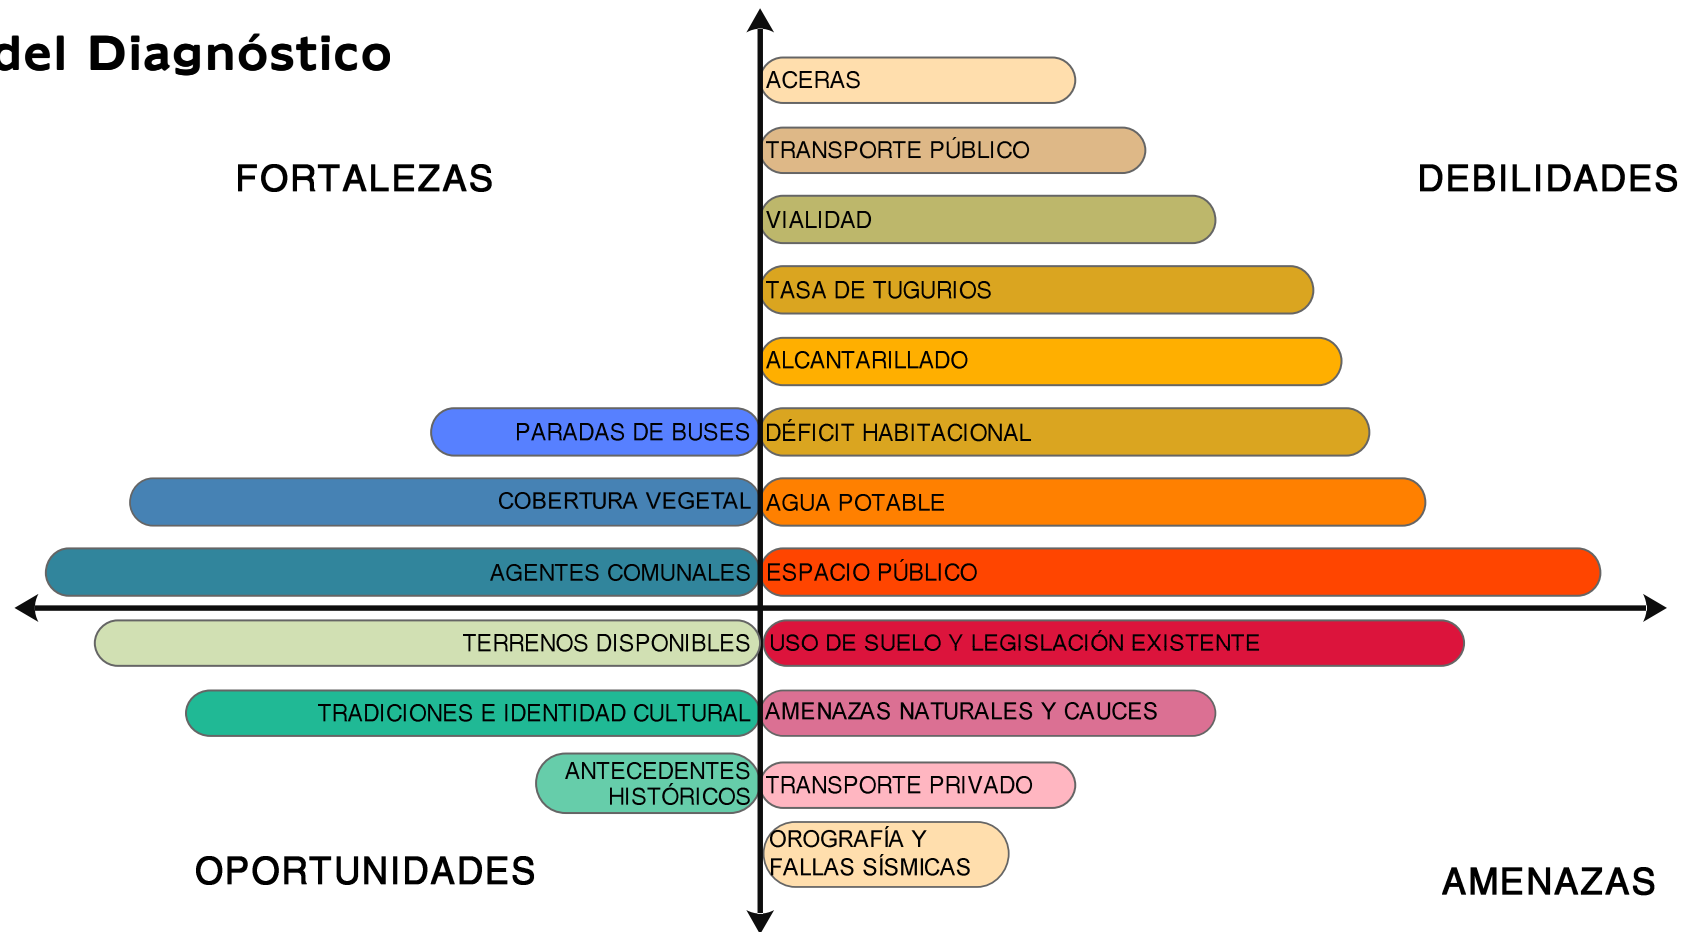 del Diagnóstico
FORTALEZAS
DEBILIDADES
ACERAS
TRANSPORTE PÚBLICO
VIALIDAD
TASA DE TUGURIOS
ALCANTARILLADO
PARADAS DE BUSES
DÉFICIT HABITACIONAL
COBERTURA VEGETAL
AGUA POTABLE
AGENTES COMUNALES
ESPACIO PÚBLICO
TERRENOS DISPONIBLES
USO DE SUELO Y LEGISLACIÓN EXISTENTE
TRADICIONES E IDENTIDAD CULTURAL
AMENAZAS NATURALES Y CAUCES
ANTECEDENTES
HISTÓRICOS
TRANSPORTE PRIVADO
OROGRAFÍA Y
FALLAS SÍSMICAS
OPORTUNIDADES
AMENAZAS